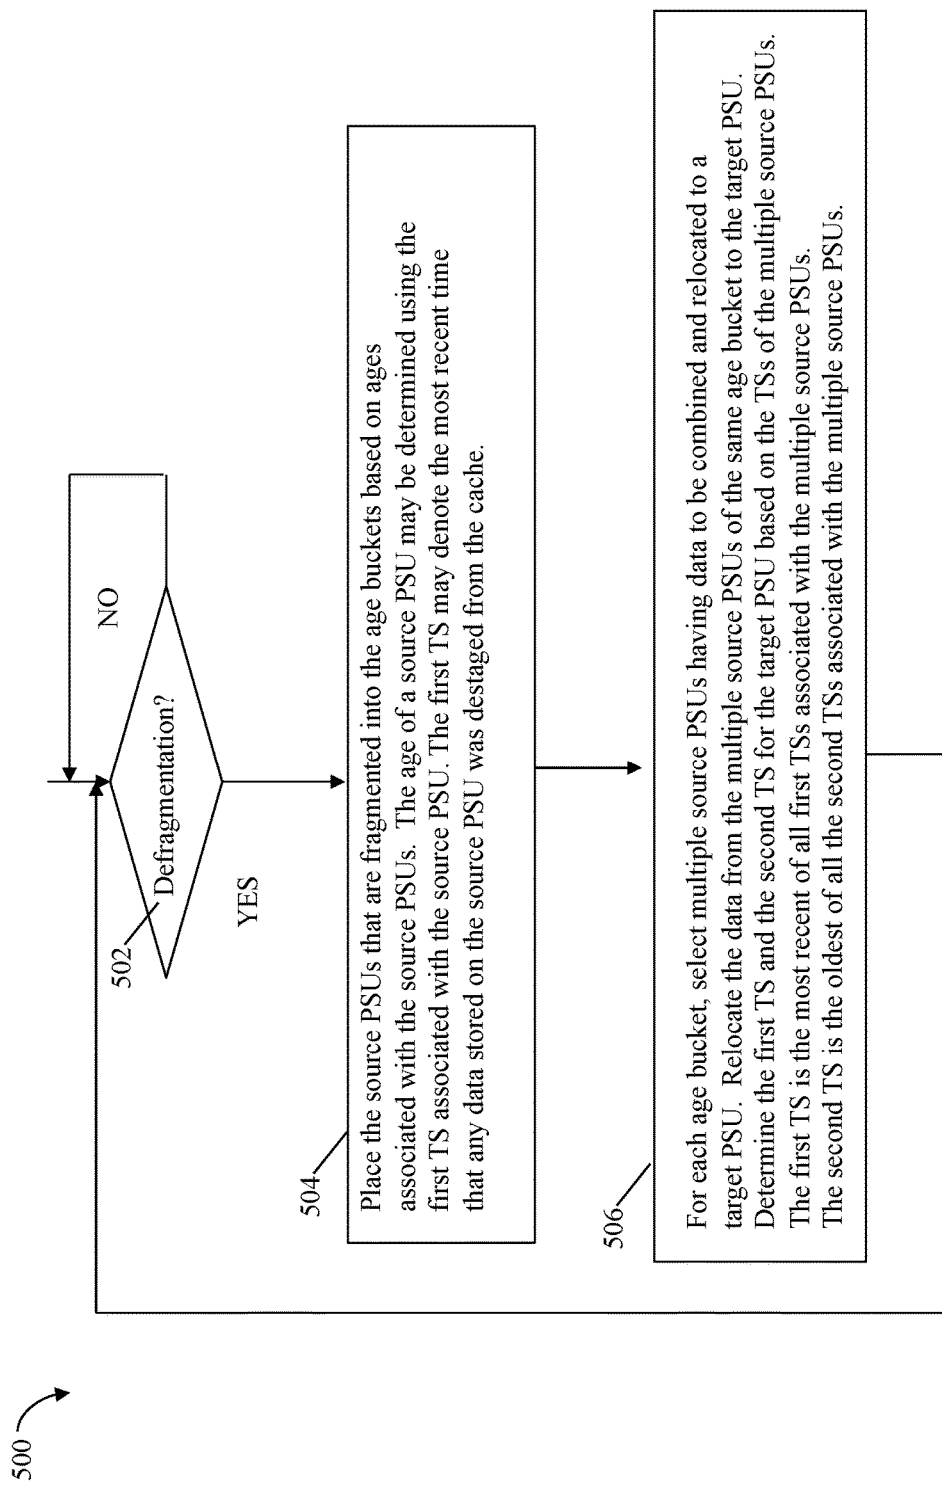 500
502
Defragmentation?
NO
YES
504
Place the source PSUs that are fragmented into the age buckets based on ages
associated with the source PSUs. The age of a source PSU may be determined using the
first TS associated with the source PSU. The first TS may denote the most recent time
that any data stored on the source PSU was destaged from the cache.
506
For each age bucket, select multiple source PSUs having data to be combined and relocated to a
target PSU. Relocate the data from the multiple source PSUs of the same age bucket to the target PSU.
Determine the first TS and the second TS for the target PSU based on the TSs of the multiple source PSUs.
The first TS is the most recent of all first TSs associated with the multiple source PSUs.
The second TS is the oldest of all the second TSs associated with the multiple source PSUs.